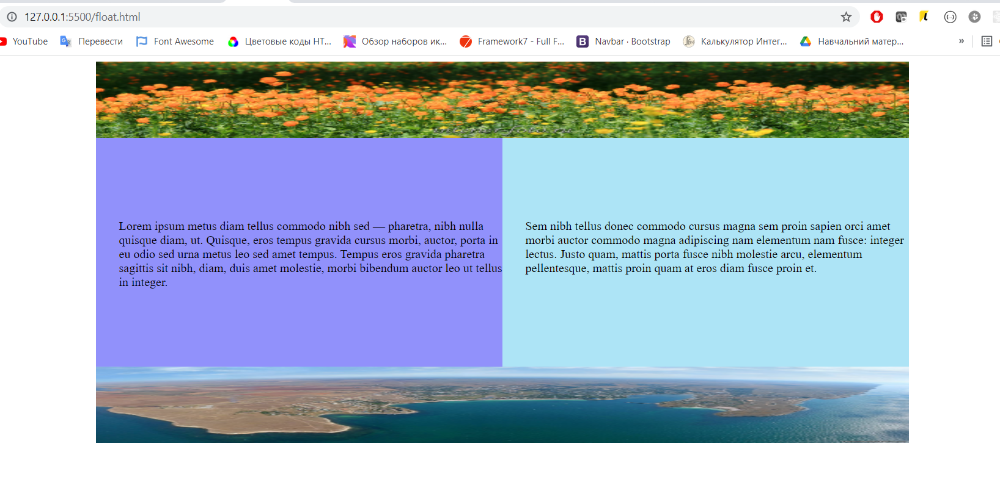 127.0.0.1:5500/float.html
YouTube Перевести Font Awesome Цветовые коды HT... Обзор наборов ик... Framework7 - Full F... B Navbar · Bootstrap Калькулятор Интег... Навчальний матер... »
Lorem ipsum metus diam tellus commodo nibh sed — pharetra, nibh nulla
quisque diam, ut. Quisque, eros tempus gravida cursus morbi, auctor, porta in
eu odio sed urna metus leo sed amet tempus. Tempus eros gravida pharetra
sagittis sit nibh, diam, duis amet molestie, morbi bibendum auctor leo ut tellus
in integer.
Sem nibh tellus donec commodo cursus magna sem proin sapien orci amet
morbi auctor commodo magna adipiscing nam elementum nam fusce: integer
lectus. Justo quam, mattis porta fusce nibh molestie arcu, elementum
pellentesque, mattis proin quam at eros diam fusce proin et.